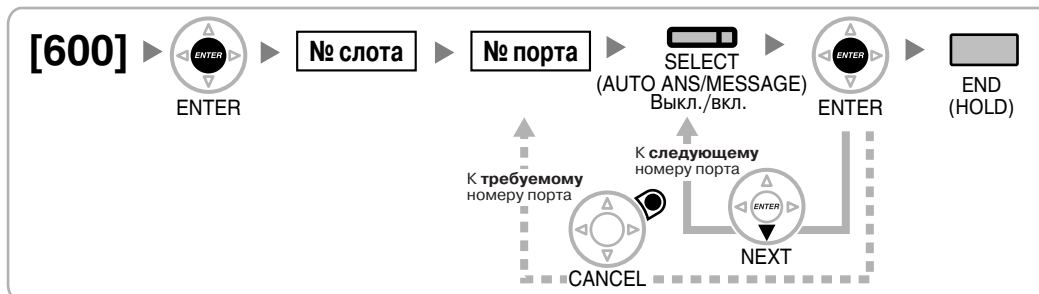 [600]
ENTER
ENTER
№ слота
№ порта
SELECT
(AUTO ANS/MESSAGE)
Выкл./вкл.
ENTER
ENTER
END
(HOLD)
К требуемому
номеру порта
CANCEL
К следующему
номеру порта
ENTER
NEXT